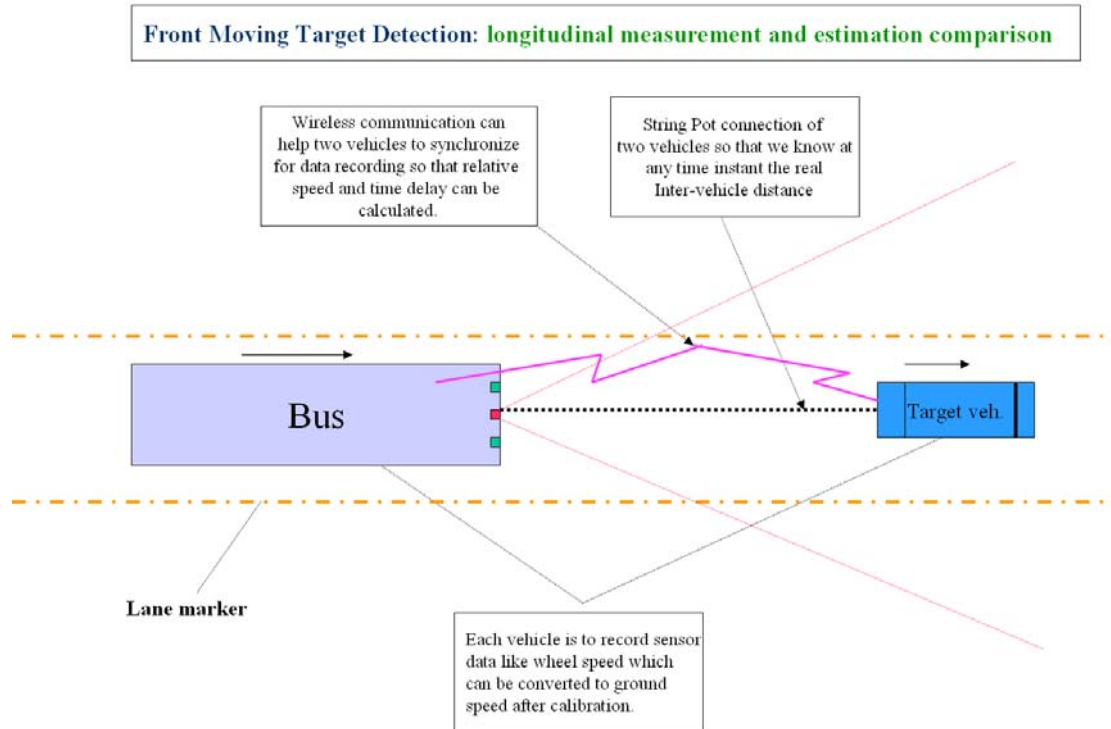 Front Moving Target Detection: longitudinal measurement and estimation comparison
Wireless communication can
help two vehicles to synchronize
for data recording so that relative
speed and time delay can be
calculated.
String Pot connection of
two vehicles so that we know at
any time instant the real
Inter-vehicle distance
Bus
Target veh.
Lane marker
Each vehicle is to record sensor
data like wheel speed which
can be converted to ground
speed after calibration.